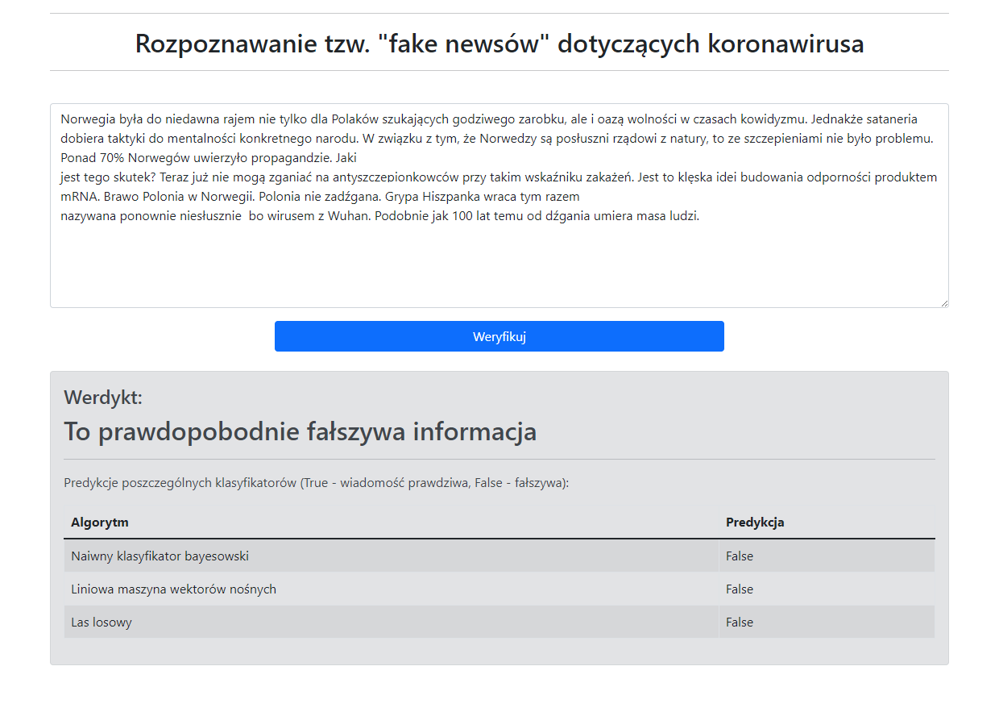 Rozpoznawanie tzw. "fake newsów" dotyczących koronawirusa
Norwegia była do niedawna rajem nie tylko dla Polaków szukających godziwego zarobku, ale i oazą wolności w czasach kowidyzmu. Jednakże sataneria
dobiera taktyki do mentalności konkretnego narodu. W związku z tym, że Norwedzy są posłuszni rządowi z natury, to ze szczepieniami nie było problemu.
Ponad 70% Norwegów uwierzyło propagandzie. Jaki
jest tego skutek? Teraz już nie mogą zganiać na antyszczepionkowców przy takim wskaźniku zakażeń. Jest to klęska idei budowania odporności produktem
mRNA. Brawo Polonia w Norwegii. Polonia nie zadźgana. Grypa Hiszpanka wraca tym razem
nazywana ponownie niesłusznie  bo wirusem z Wuhan. Podobnie jak 100 lat temu od dźgania umiera masa ludzi.
Weryfikuj
Werdykt:
To prawdopobodnie fałszywa informacja
Predykcje poszczególnych klasyfikatorów (True - wiadomość prawdziwa, False - fałszywa):
Algorytm Predykcja
Naiwny klasyfikator bayesowski False
Liniowa maszyna wektorów nośnych False
Las losowy False